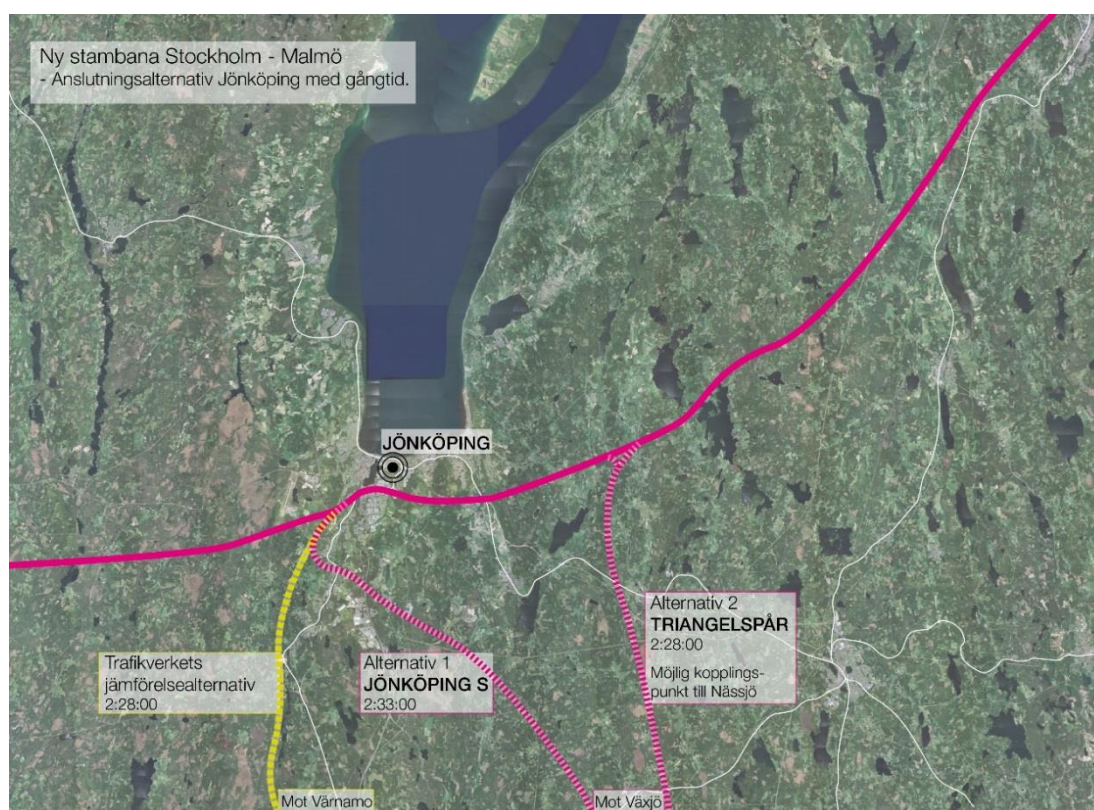 Ny stambana Stockholm - Malmö
- Anslutningsalternativ Jönköping med gångtid.
JÖNKÖPING
Alternativ 2
TRIANGELSPÅR
2:28:00
Möjlig kopplings-
punkt till Nässjö
Trafikverkets
jämförelsealternativ
2:28:00
Alternativ 1
JÖNKÖPING S
2:33:00
Mot Värnamo
Mot Växjö